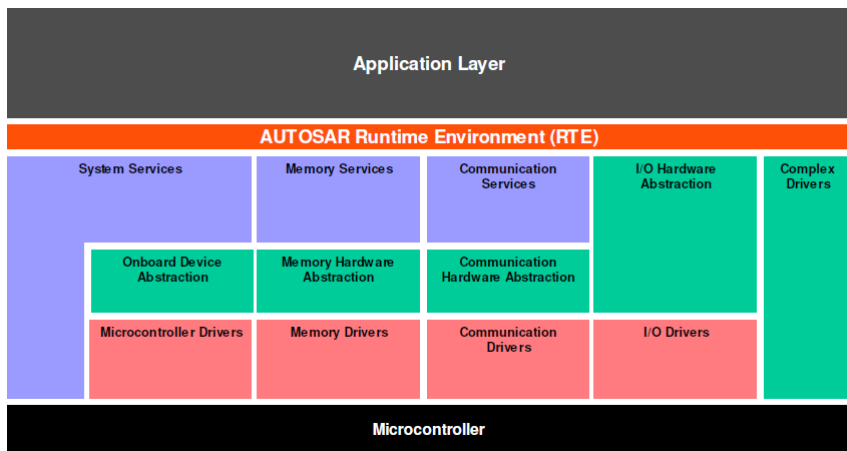 Application Layer
AUTOSAR Runtime Environment (RTE)
System Services
Memory Services
Communication
Services
I/O Hardware
Abstraction
Complex
Drivers
Onboard Device
Abstraction
Memory Hardware
Abstraction
Communication
Hardware Abstraction
Microcontroller Drivers
Memory Drivers
Communication
Drivers
I/O Drivers
Microcontroller